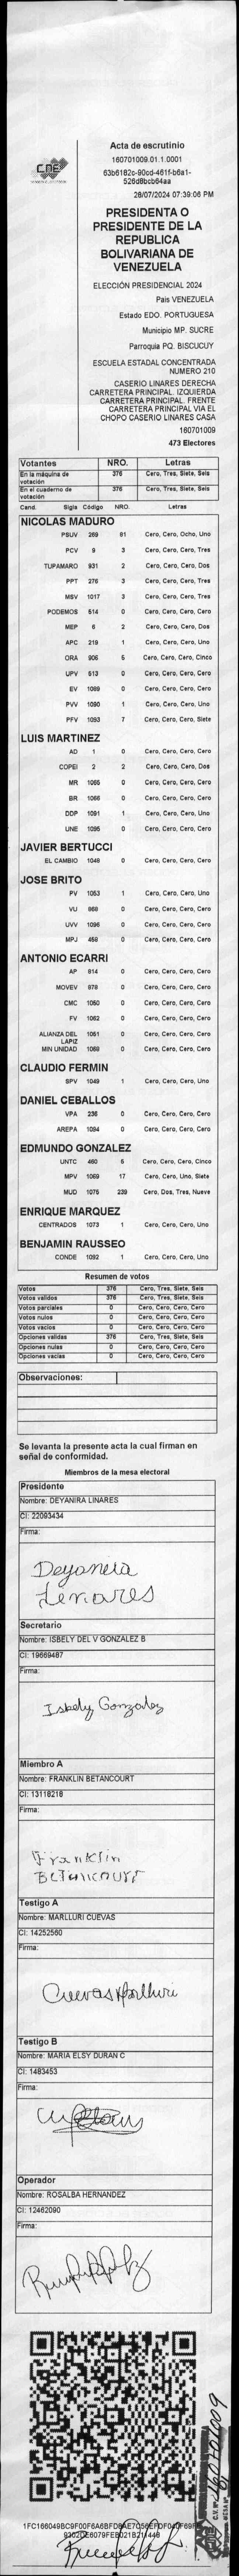 CNE
Acta de escrutinio
160701009.01.1.0001
63b6182c-90cd-461f-b6a1-
526d8bcb64aa
28/07/2024 07:39:06 PM
PRESIDENTA O
PRESIDENTE DE LA
REPUBLICA
BOLIVARIANA DE
VENEZUELA
ELECCIÓN PRESIDENCIAL 2024
Pais VENEZUELA
Estado EDO. PORTUGUESA
Municipio MP. SUCRE
Parroquia PQ. BISCUCUY
ESCUELA ESTADAL CONCENTRADA
NUMERO 210
CASERIO LINARES DERECHA
CARRETERA PRINCIPAL. IZQUIERDA
CARRETERA PRINCIPAL. FRENTE
CARRETERA PRINCIPAL VIA EL
CHOPO CASERIO LINARES CASA
160701009
473 Electores
Votantes NRO. Letras
En la máquina de votación 376 Cero, Tres, Siete, Seis
En el cuaderno de votación 376 Cero, Tres, Siete, Seis
Cand. Sigla Código NRO. Letras
NICOLAS MADURO
PSUV 269 81 Cero, Cero, Ocho, Uno
PCV 9 3 Cero, Cero, Cero, Tres
TUPAMARO 931 2 Cero, Cero, Cero, Dos
PPT 276 3 Cero, Cero, Cero, Tres
MSV 1017 3 Cero, Cero, Cero, Tres
PODEMOS 514 0 Cero, Cero, Cero, Cero
MEP 6 2 Cero, Cero, Cero, Dos
APC 219 1 Cero, Cero, Cero, Uno
ORA 906 5 Cero, Cero, Cero, Cinco
UPV 513 0 Cero, Cero, Cero, Cero
EV 1089 0 Cero, Cero, Cero, Cero
PVV 1090 1 Cero, Cero, Cero, Uno
PFV 1093 7 Cero, Cero, Cero, Siete
LUIS MARTINEZ
AD 1 0 Cero, Cero, Cero, Cero
COPEI 2 2 Cero, Cero, Cero, Dos
MR 1065 0 Cero, Cero, Cero, Cero
BR 1066 0 Cero, Cero, Cero, Cero
DDP 1091 1 Cero, Cero, Cero, Uno
UNE 1095 0 Cero, Cero, Cero, Cero
JAVIER BERTUCCI
EL CAMBIO 1048 0 Cero, Cero, Cero, Cero
JOSE BRITO
PV 1053 1 Cero, Cero, Cero, Uno
VU 868 0 Cero, Cero, Cero, Cero
UVV 1096 0 Cero, Cero, Cero, Cero
MPJ 458 0 Cero, Cero, Cero, Cero
ANTONIO ECARRI
AP 814 0 Cero, Cero, Cero, Cero
MOVEV 878 0 Cero, Cero, Cero, Cero
CMC 1050 0 Cero, Cero, Cero, Cero
FV 1062 0 Cero, Cero, Cero, Cero
ALIANZA DEL LAPIZ 1061 0 Cero, Cero, Cero, Cero
MIN UNIDAD 1069 0 Cero, Cero, Cero, Cero
CLAUDIO FERMIN
SPV 1049 1 Cero, Cero, Cero, Uno
DANIEL CEBALLOS
VPA 236 0 Cero, Cero, Cero, Cero
AREPA 1094 0 Cero, Cero, Cero, Cero
EDMUNDO GONZALEZ
UNTC 460 5 Cero, Cero, Cero, Cinco
MPV 1069 17 Cero, Cero, Uno, Siete
MUD 1075 239 Cero, Dos, Tres, Nueve
ENRIQUE MARQUEZ
CENTRADOS 1073 1 Cero, Cero, Cero, Uno
BENJAMIN RAUSSEO
CONDE 1092 1 Cero, Cero, Cero, Uno
Resumen de votos
Votos 376 Cero, Tres, Siete, Seis
Votos validos 376 Cero, Tres, Siete, Seis
Votos parciales 0 Cero, Cero, Cero, Cero
Votos nulos 0 Cero, Cero, Cero, Cero
Votos vacios 0 Cero, Cero, Cero, Cero
Opciones validas 376 Cero, Tres, Siete, Seis
Opciones nulas 0 Cero, Cero, Cero, Cero
Opciones vacias 0 Cero, Cero, Cero, Cero
Observaciones:
Se levanta la presente acta la cual firman en
señal de conformidad.
Miembros de la mesa electoral
Presidente
Nombre: DEYANIRA LINARES
CI: 22093434
Firma:
Deyanira
Linares
Secretario
Nombre: ISBELY DEL V GONZALEZ B
CI: 19669487
Firma:
Isbely Gonzalez
Miembro A
Nombre: FRANKLIN BETANCOURT
CI: 13118218
Firma:
Franklin
Betancourt
Testigo A
Nombre: MARLLURI CUEVAS
CI: 14252560
Firma:
Cuevas Marlluri
Testigo B
Nombre: MARIA ELSY DURAN C
CI: 1483453
Firma:
Operador
Nombre: ROSALBA HERNANDEZ
CI: 12462090
Firma:
160701009